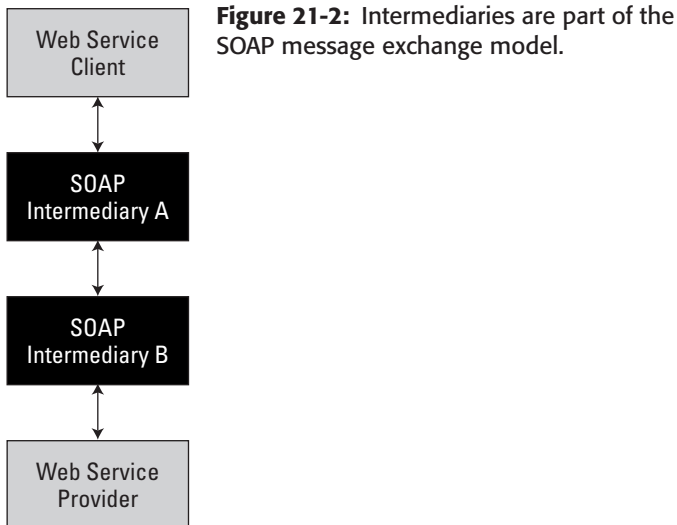 Figure 21-2: Intermediaries are part of the
SOAP message exchange model.
Web Service
Client
SOAP
Intermediary A
SOAP
Intermediary B
Web Service
Provider